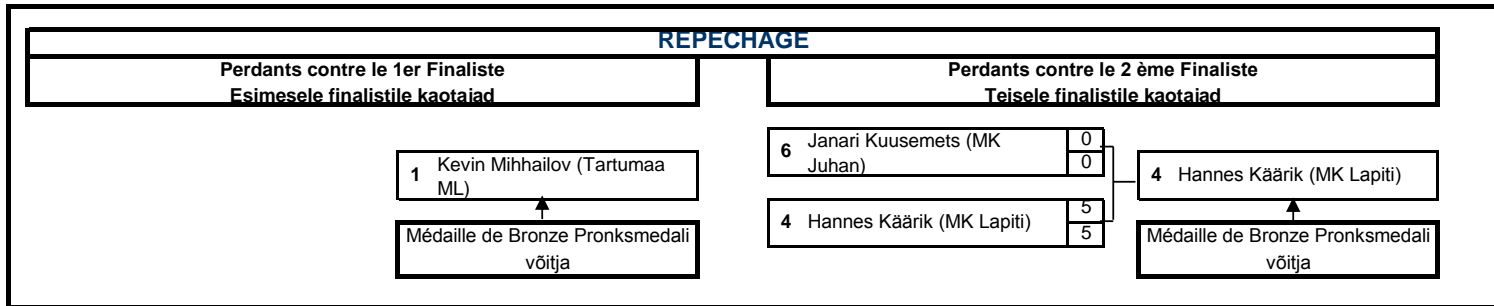 REPECHAGE
Perdants contre le 1er Finaliste
Esimesele finalistile kaotajad
Perdants contre le 2 ème Finaliste
Teisele finalistile kaotajad
1
Kevin Mihhailov (Tartumaa
ML)
Médaille de Bronze Pronksmedali
võitja
6
Janari Kuusemets (MK
Juhan)
0
0
4 Hannes Käärik (MK Lapiti)
5
5
4 Hannes Käärik (MK Lapiti)
Médaille de Bronze Pronksmedali
võitja